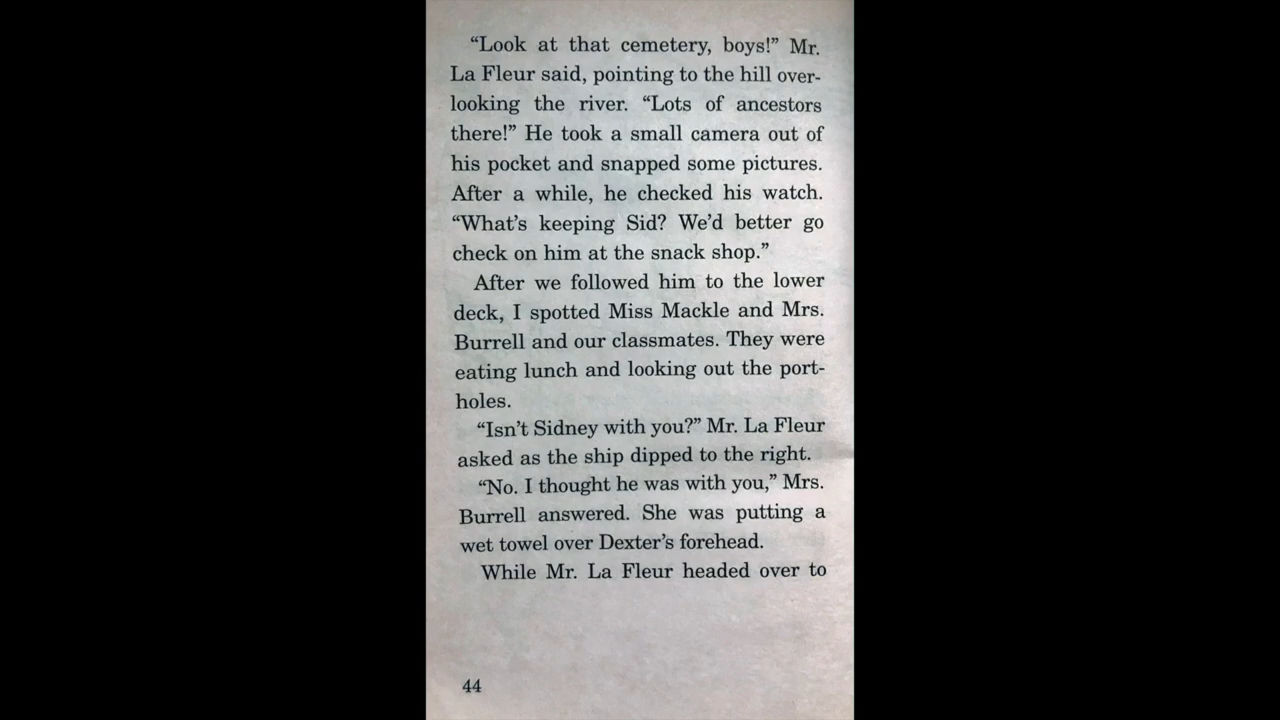 “Look at that cemetery, boys!” Mr.
La Fleur said, pointing to the hill over-
looking the river. “Lots of ancestors
there!” He took a small camera out of
his pocket and snapped some pictures.
After a while, he checked his watch.
“What’s keeping Sid? We’d better go
check on him at the snack shop.”
After we followed him to the lower
deck, I spotted Miss Mackle and Mrs.
Burrell and our classmates. They were
eating lunch and looking out the port-
holes.
“Isn’t Sidney with you?” Mr. La Fleur
asked as the ship dipped to the right.
“No. I thought he was with you,” Mrs.
Burrell answered. She was putting a
wet towel over Dexter’s forehead.
While Mr. La Fleur headed over to
44